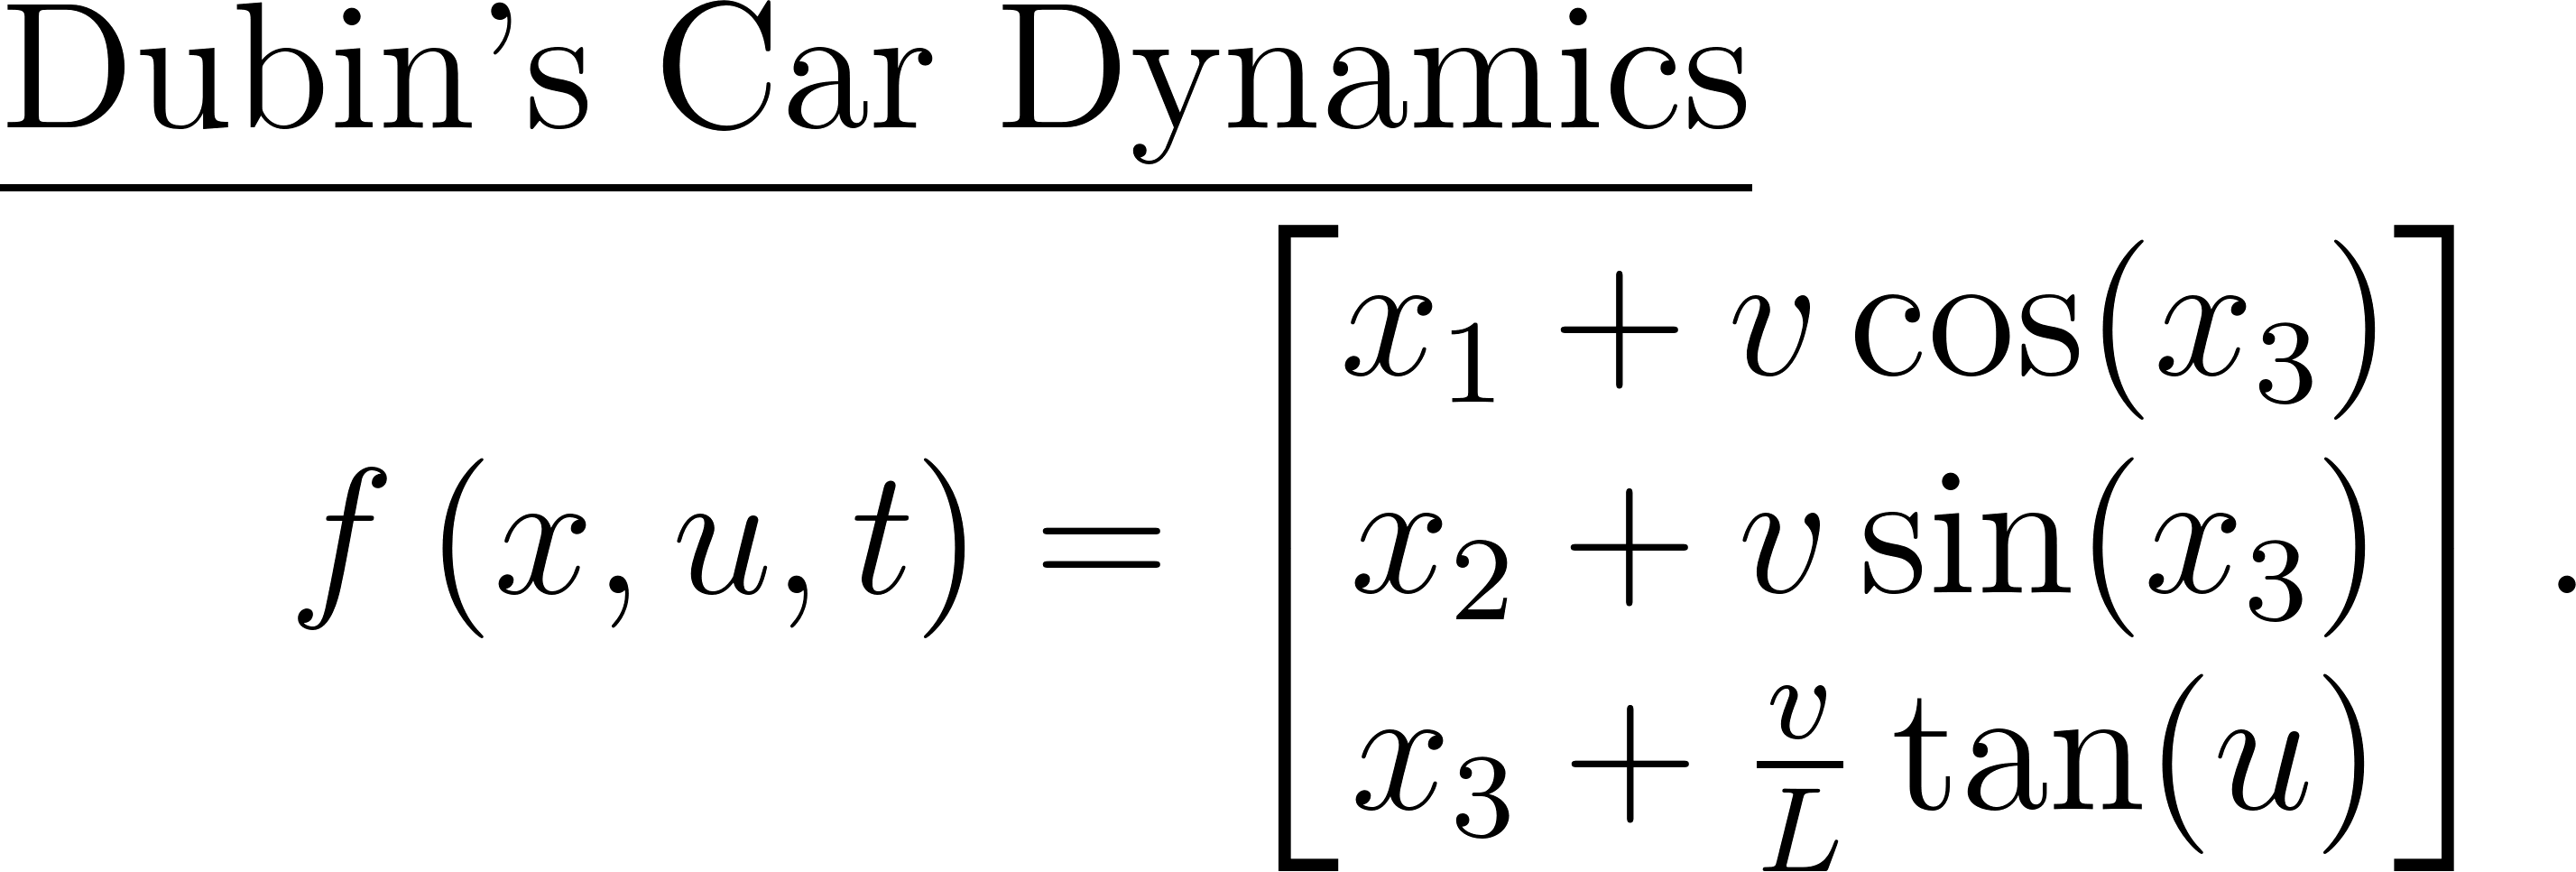 Dubin's Car Dynamics
f (x, u, t) = [x₁ + v cos(x₃)
x₂ + v sin(x₃)
x₃ + v/L tan(u)] .